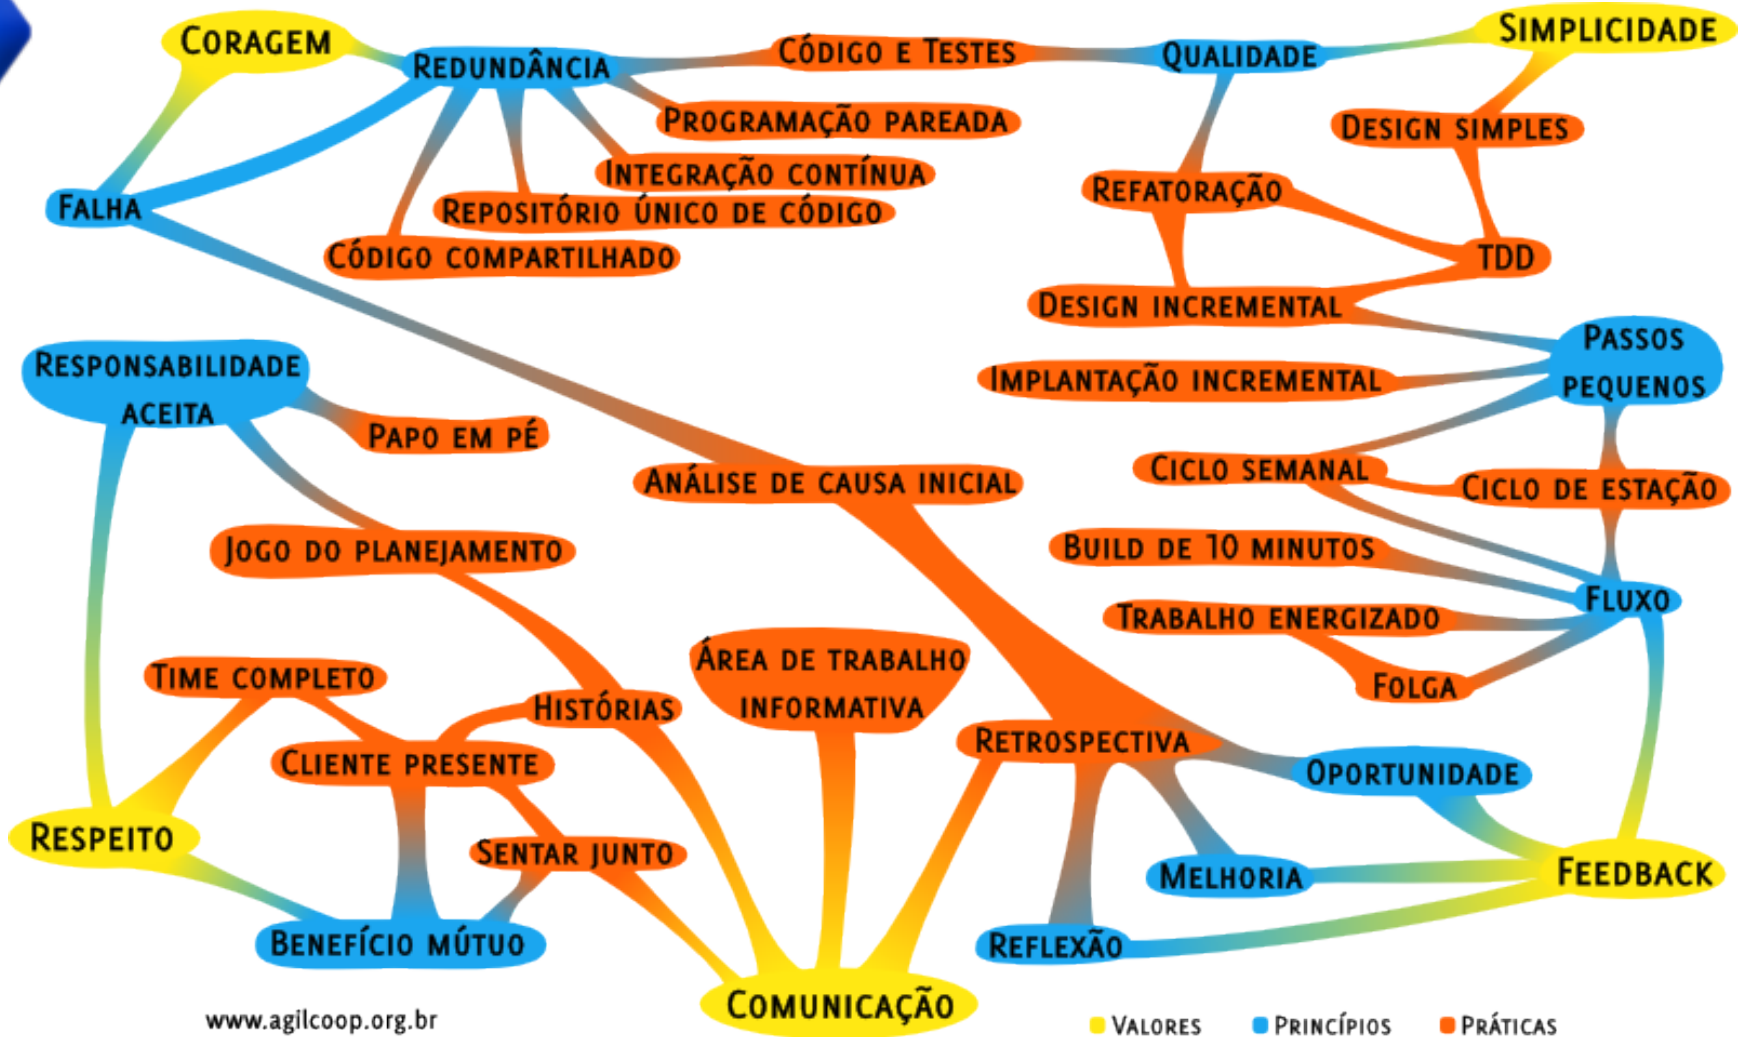 CORAGEM
SIMPLICIDADE
REDUNDÂNCIA
CÓDIGO E TESTES
QUALIDADE
PROGRAMAÇÃO PAREADA
DESIGN SIMPLES
INTEGRAÇÃO CONTÍNUA
REFATORAÇÃO
FALHA
REPOSITÓRIO ÚNICO DE CÓDIGO
CÓDIGO COMPARTILHADO
TDD
DESIGN INCREMENTAL
PASSOS
PEQUENOS
RESPONSABILIDADE
ACEITA
IMPLANTAÇÃO INCREMENTAL
PAPO EM PÉ
CICLO SEMANAL
ANÁLISE DE CAUSA INICIAL
CICLO DE ESTAÇÃO
JOGO DO PLANEJAMENTO
BUILD DE 10 MINUTOS
FLUXO
TRABALHO ENERGIZADO
ÁREA DE TRABALHO
INFORMATIVA
TIME COMPLETO
FOLGA
HISTÓRIAS
RETROSPECTIVA
CLIENTE PRESENTE
OPORTUNIDADE
RESPEITO
SENTAR JUNTO
MELHORIA
FEEDBACK
BENEFÍCIO MÚTUO
REFLEXÃO
COMUNICAÇÃO
www.agilcoop.org.br
VALORES
PRINCÍPIOS
PRÁTICAS